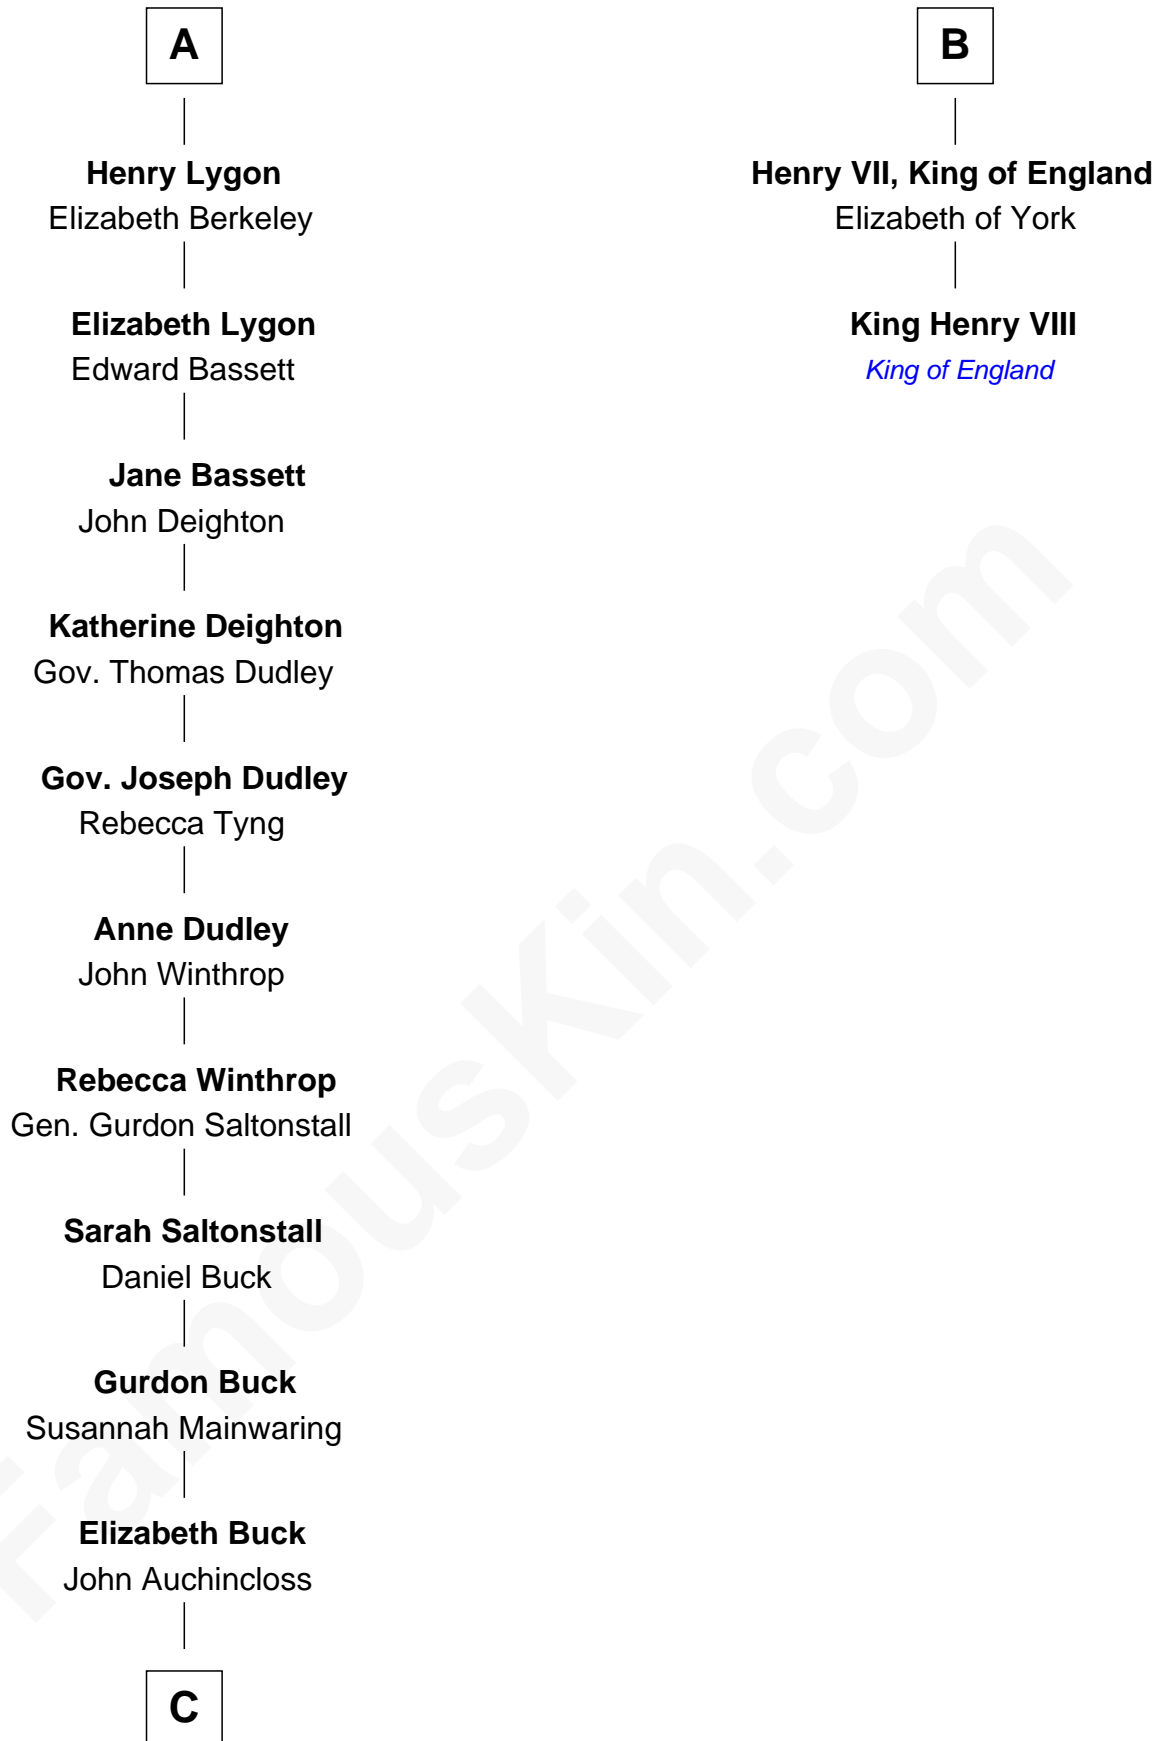 A
Henry Lygon
Elizabeth Berkeley
Elizabeth Lygon
Edward Bassett
Jane Bassett
John Deighton
Katherine Deighton
Gov. Thomas Dudley
Gov. Joseph Dudley
Rebecca Tyng
Anne Dudley
John Winthrop
Rebecca Winthrop
Gen. Gurdon Saltonstall
Sarah Saltonstall
Daniel Buck
Gurdon Buck
Susannah Mainwaring
Elizabeth Buck
John Auchincloss
C
B
Henry VII, King of England
Elizabeth of York
King Henry VIII
King of England
FamousKin.com